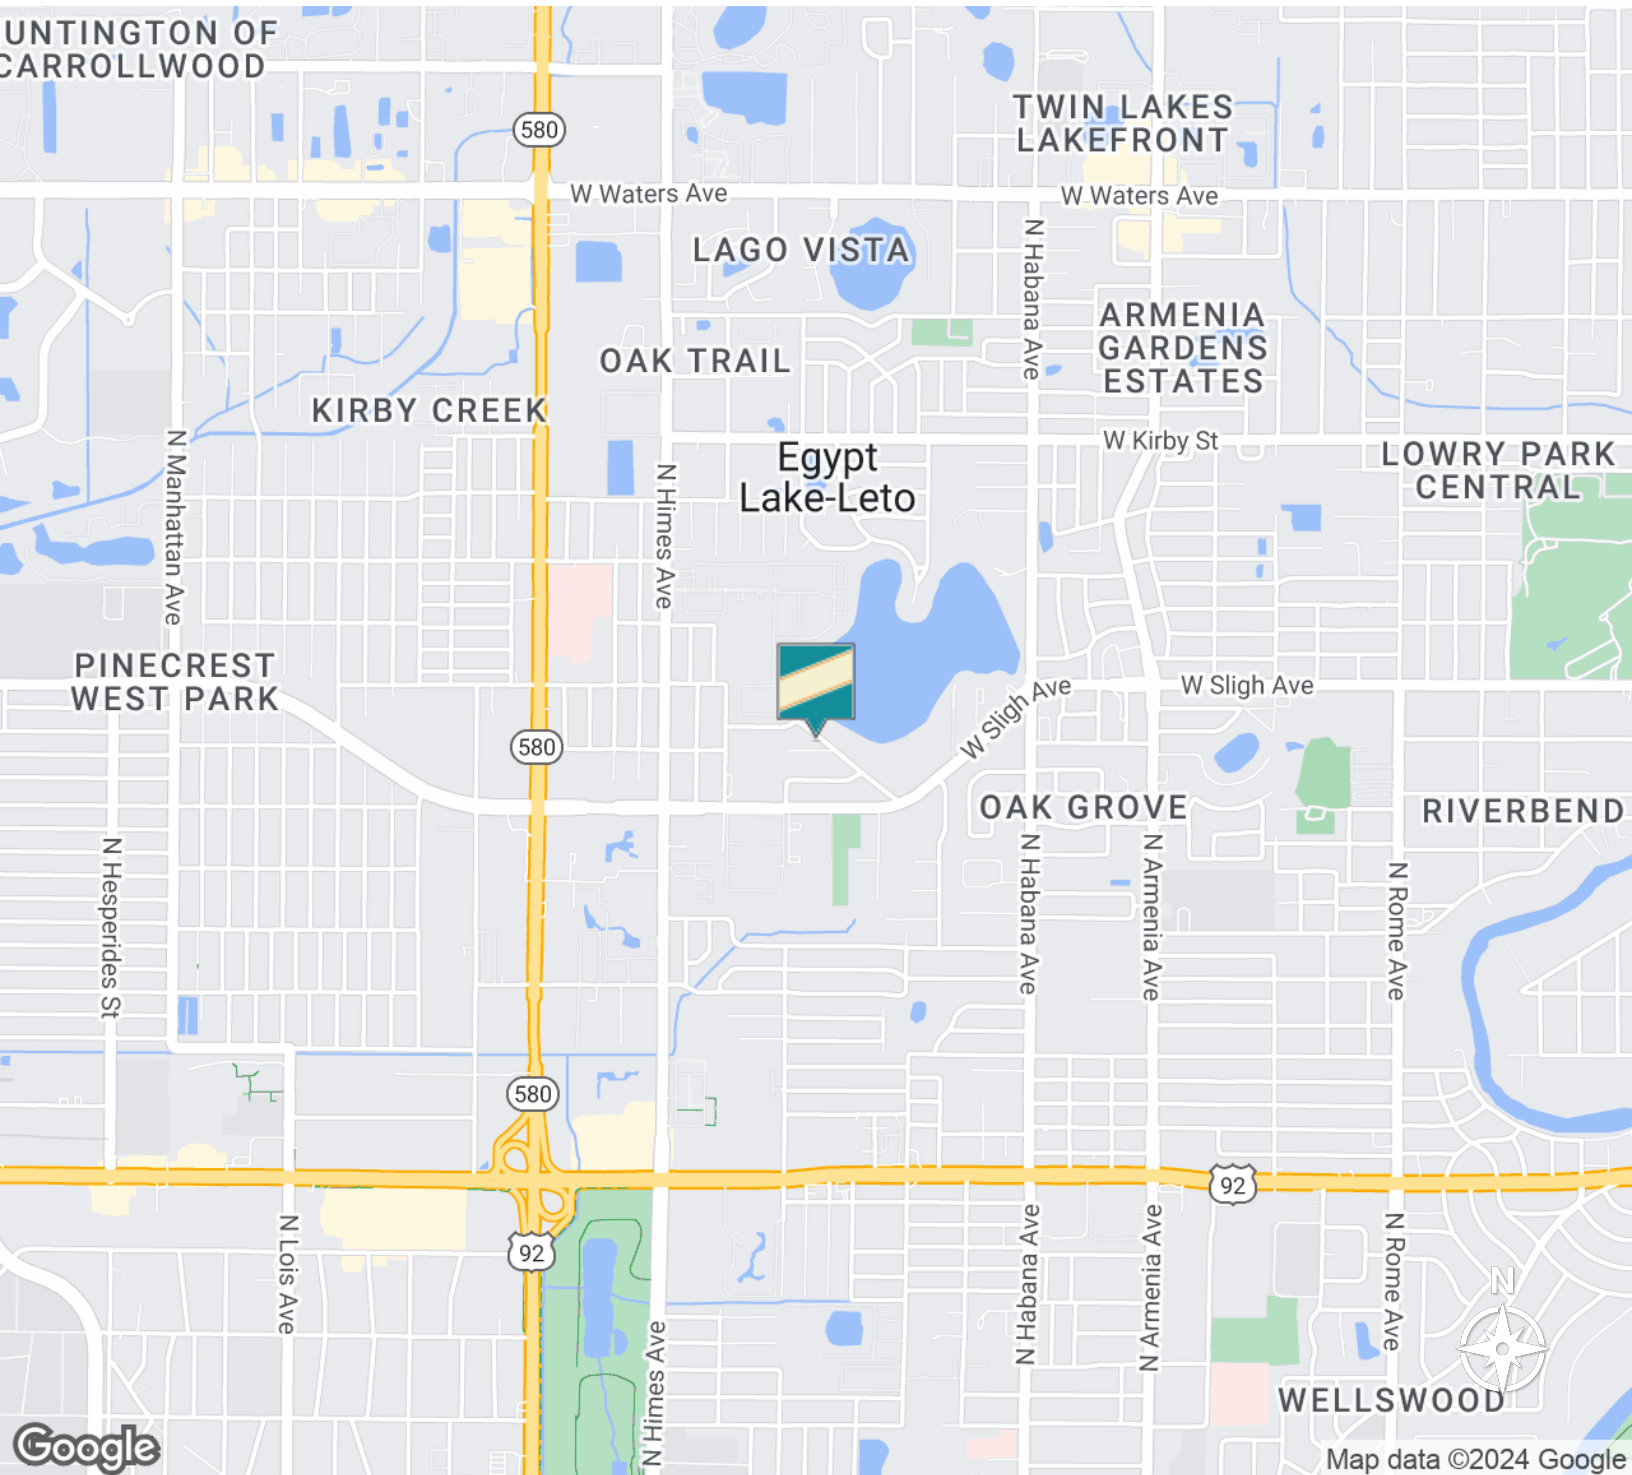 UNTINGTON OF
CARROLLWOOD
580
TWIN LAKES
LAKEFRONT
W Waters Ave
W Waters Ave
LAGO VISTA
N Habana Ave
ARMENIA
GARDENS
ESTATES
OAK TRAIL
KIRBY CREEK
N Manhattan Ave
W Kirby St
Egypt
Lake-Leto
LOWRY PARK
CENTRAL
N Himes Ave
PINECREST
WEST PARK
W Sligh Ave
W Sligh Ave
580
OAK GROVE
RIVERBEND
N Hesperides St
N Habana Ave
N Armenia Ave
N Rome Ave
580
92
92
N Lois Ave
N Himes Ave
N Habana Ave
N Armenia Ave
N Rome Ave
N
WELLSWOOD
Google
Map data ©2024 Google